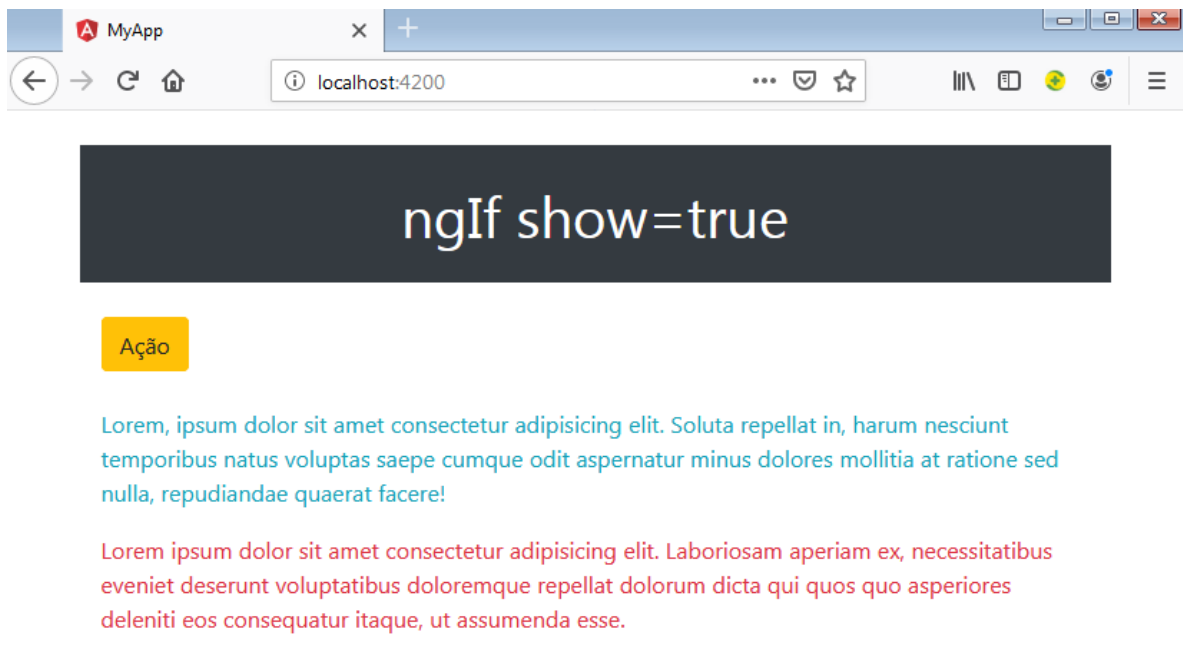 MyApp
localhost:4200
ngIf show=true
Ação
Lorem, ipsum dolor sit amet consectetur adipisicing elit. Soluta repellat in, harum nesciunt
temporibus natus voluptas saepe cumque odit aspernatur minus dolores mollitia at ratione sed
nulla, repudiandae quaerat facere!
Lorem ipsum dolor sit amet consectetur adipisicing elit. Laboriosam aperiam ex, necessitatibus
eveniet deserunt voluptatibus doloremque repellat dolorum dicta qui quos quo asperiores
deleniti eos consequatur itaque, ut assumenda esse.